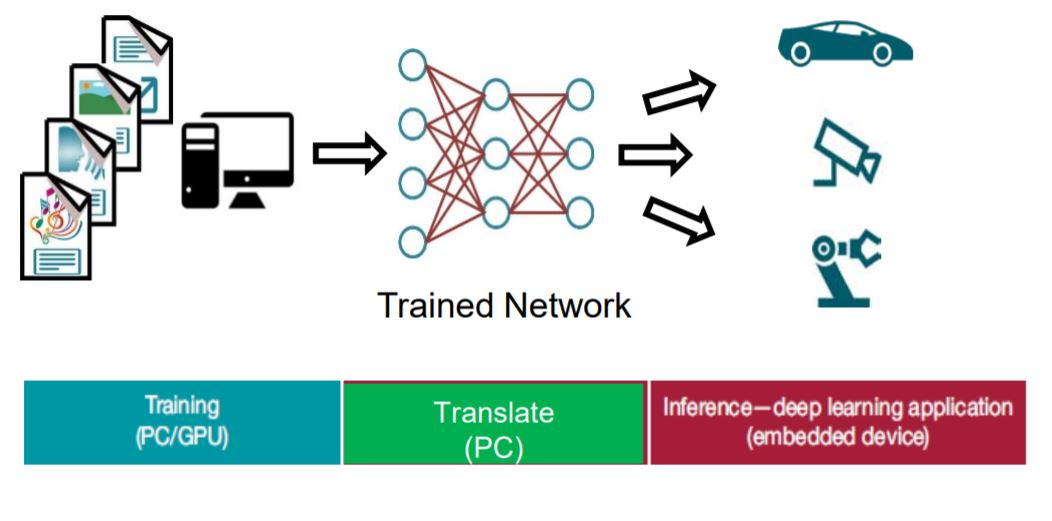 Trained Network
Training
(PC/GPU)
Translate
(PC)
Inference—deep learning application
(embedded device)